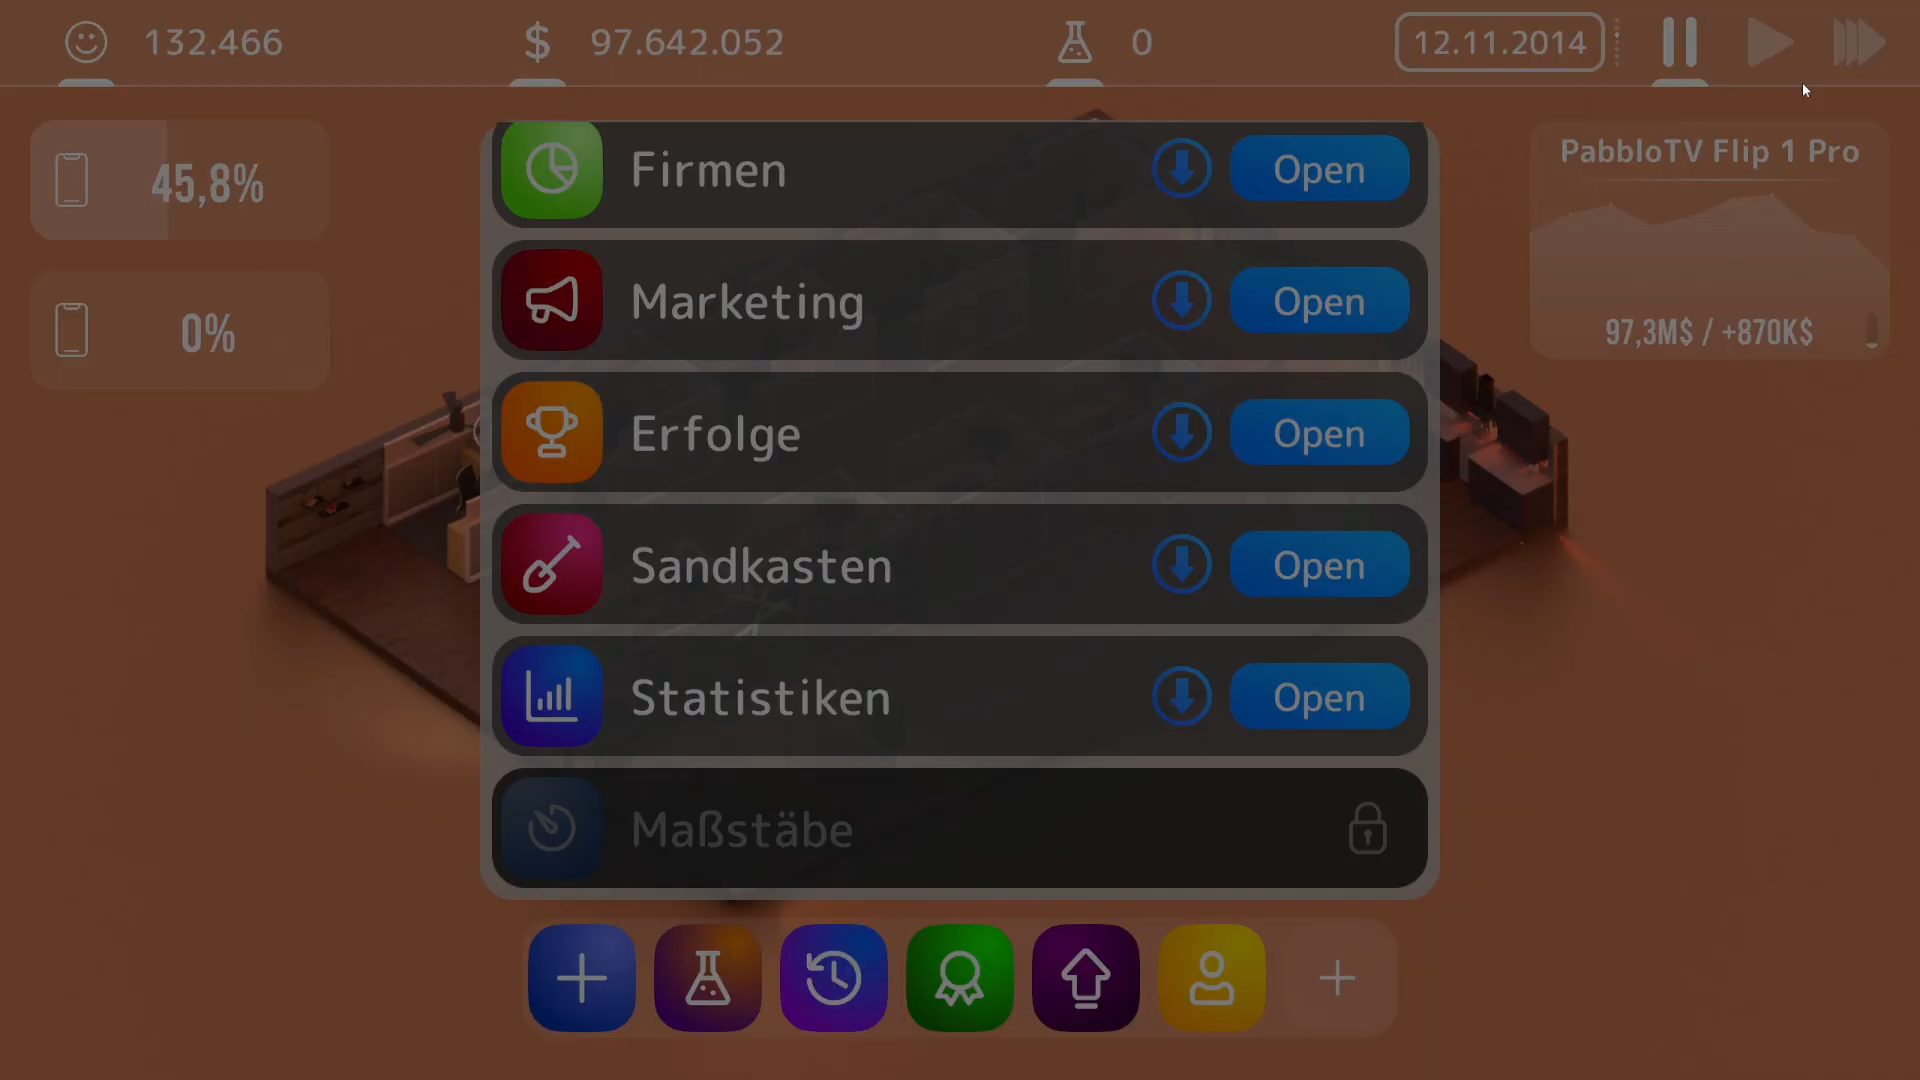 132.466
97.642.052
0
12.11.2014
45,8%
0%
PabbloTV Flip 1 Pro
97,3M$ / +870K$
Firmen
Open
Marketing
Open
Erfolge
Open
Sandkasten
Open
Statistiken
Open
Maßstäbe